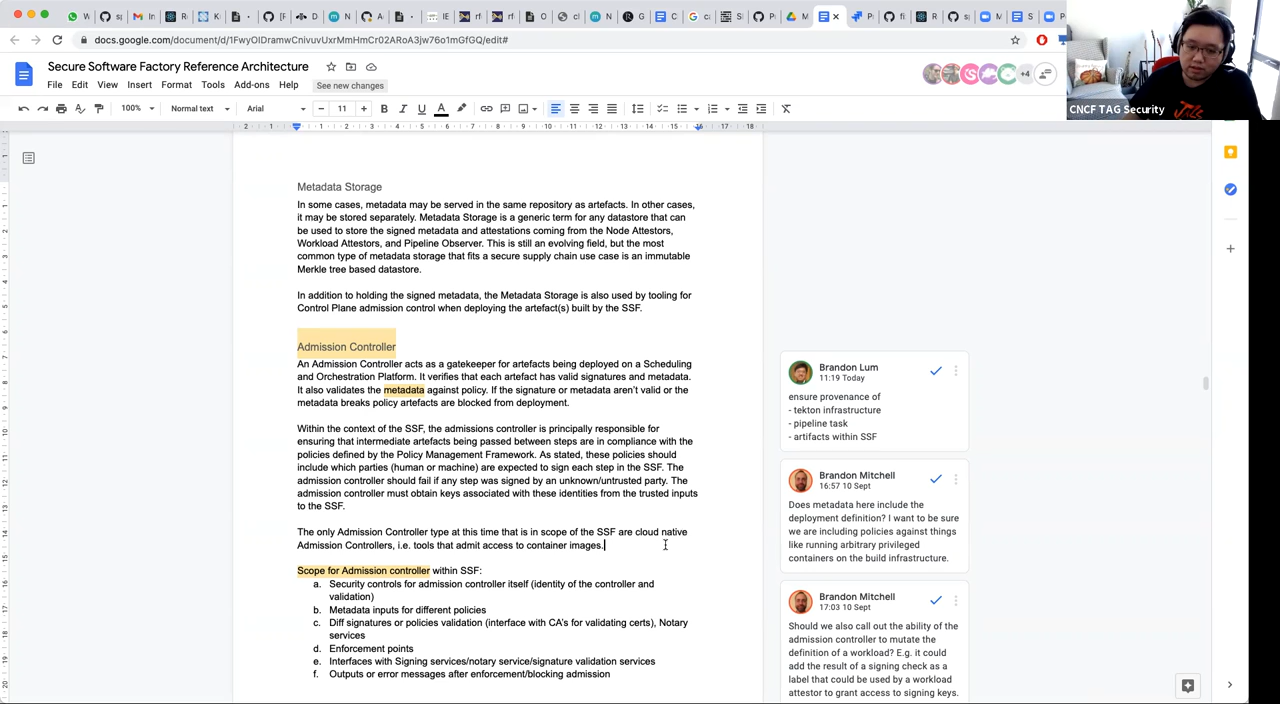 docs.google.com/document/d/1FwyOIDramwCnivuvUxrMmHmCr02ARoA3jw76o1mGfGQ/edit#
Secure Software Factory Reference Architecture
File Edit View Insert Format Tools Add-ons Help See new changes
+4
100% Normal text Arial 11
CNCF TAG Security
Metadata Storage
In some cases, metadata may be served in the same repository as artefacts. In other cases,
it may be stored separately. Metadata Storage is a generic term for any datastore that can
be used to store the signed metadata and attestations coming from the Node Attestors,
Workload Attestors, and Pipeline Observer. This is still an evolving field, but the most
common type of metadata storage that fits a secure supply chain use case is an immutable
Merkle tree based datastore.
In addition to holding the signed metadata, the Metadata Storage is also used by tooling for
Control Plane admission control when deploying the artefact(s) built by the SSF.
Admission Controller
An Admission Controller acts as a gatekeeper for artefacts being deployed on a Scheduling
and Orchestration Platform. It verifies that each artefact has valid signatures and metadata.
It also validates the metadata against policy. If the signature or metadata aren't valid or the
metadata breaks policy artefacts are blocked from deployment.
Within the context of the SSF, the admissions controller is principally responsible for
ensuring that intermediate artefacts being passed between steps are in compliance with the
policies defined by the Policy Management Framework. As stated, these policies should
include which parties (human or machine) are expected to sign each step in the SSF. The
admission controller should fail if any step was signed by an unknown/untrusted party. The
admission controller must obtain keys associated with these identities from the trusted inputs
to the SSF.
The only Admission Controller type at this time that is in scope of the SSF are cloud native
Admission Controllers, i.e. tools that admit access to container images.
Scope for Admission controller within SSF:
a. Security controls for admission controller itself (identity of the controller and
validation)
b. Metadata inputs for different policies
c. Diff signatures or policies validation (interface with CA's for validating certs), Notary
services
d. Enforcement points
e. Interfaces with Signing services/notary service/signature validation services
f. Outputs or error messages after enforcement/blocking admission
Brandon Lum
11:19 Today
ensure provenance of
- tekton infrastructure
- pipeline task
- artifacts within SSF
Brandon Mitchell
16:57 10 Sept
Does metadata here include the
deployment definition? I want to be sure
we are including policies against things
like running arbitrary privileged
containers on the build infrastructure.
Brandon Mitchell
17:03 10 Sept
Should we also call out the ability of the
admission controller to mutate the
definition of a workload? E.g. it could
add the result of a signing check as a
label that could be used by a workload
attestor to grant access to signing keys.